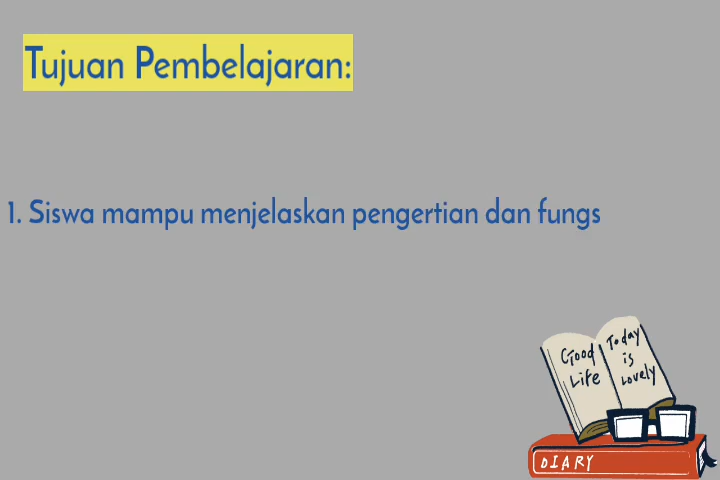 Tujuan Pembelajaran:
1. Siswa mampu menjelaskan pengertian dan fungs
Good
Life
Today
is
Lovely
DIARY